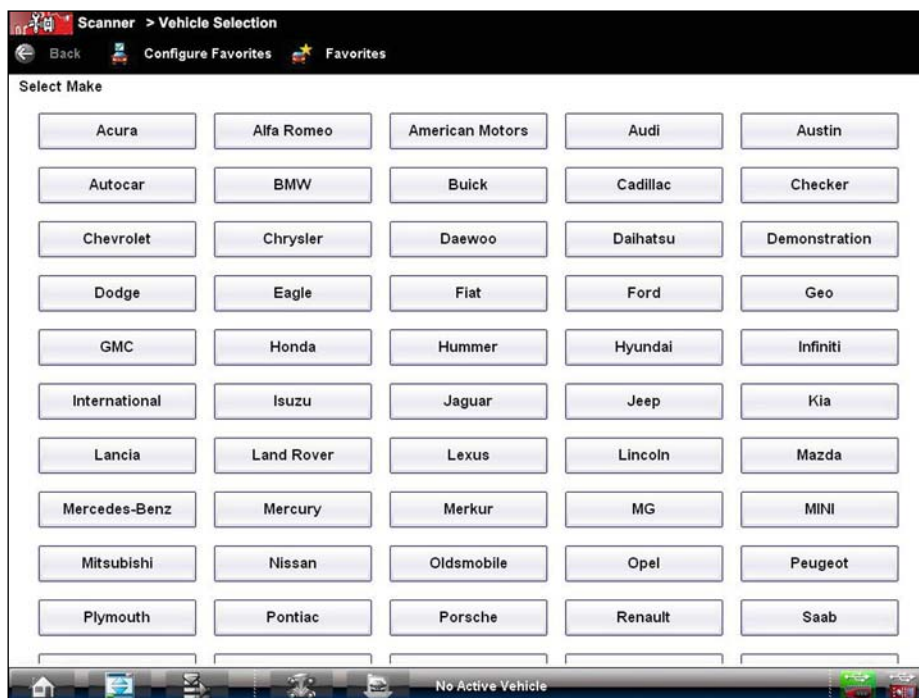 Scanner > Vehicle Selection
Back Configure Favorites Favorites
Select Make
Acura Alfa Romeo American Motors Audi Austin
Autocar BMW Buick Cadillac Checker
Chevrolet Chrysler Daewoo Daihatsu Demonstration
Dodge Eagle Fiat Ford Geo
GMC Honda Hummer Hyundai Infiniti
International Isuzu Jaguar Jeep Kia
Lancia Land Rover Lexus Lincoln Mazda
Mercedes-Benz Mercury Merkur MG MINI
Mitsubishi Nissan Oldsmobile Opel Peugeot
Plymouth Pontiac Porsche Renault Saab
No Active Vehicle